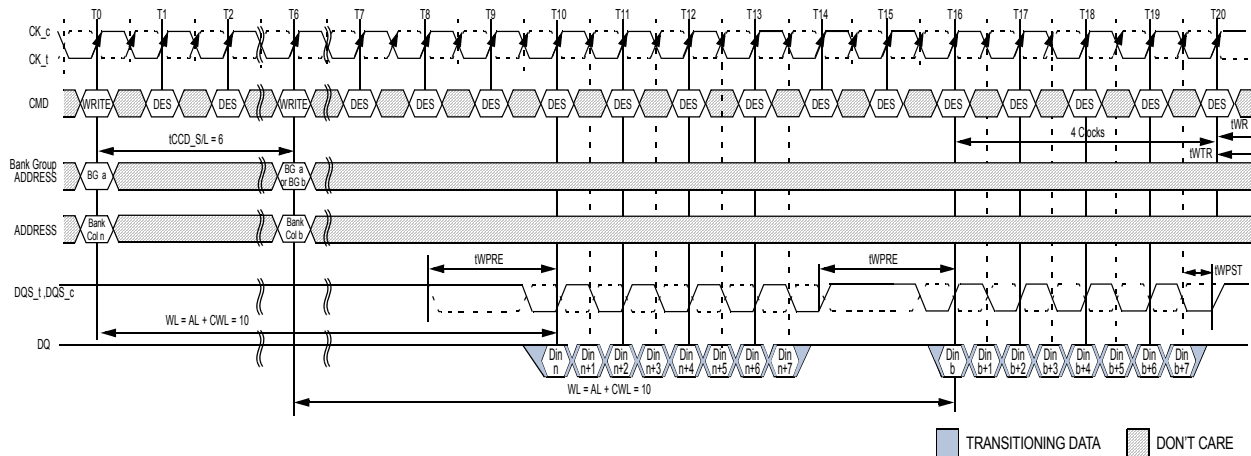 T0 T1 T2 T6 T7 T8 T9 T10 T11 T12 T13 T14 T15 T16 T17 T18 T19 T20
CK_c
CK_t
CMD
WRITE DES DES WRITE DES DES DES DES DES DES DES DES DES DES DES DES DES DES
tCCD_S/L = 6
4 Clocks
tWR
tWTR
Bank Group
ADDRESS
BG a
BG a
or BG b
ADDRESS
Bank
Col n
Bank
Col b
tWPRE
tWPRE
tWPST
DQS_t ,DQS_c
WL = AL + CWL = 10
DQ
Din
n
Din
n+1
Din
n+2
Din
n+3
Din
n+4
Din
n+5
Din
n+6
Din
n+7
Din
b
Din
b+1
Din
b+2
Din
b+3
Din
b+4
Din
b+5
Din
b+6
Din
b+7
WL = AL + CWL = 10
TRANSITIONING DATA
DON'T CARE